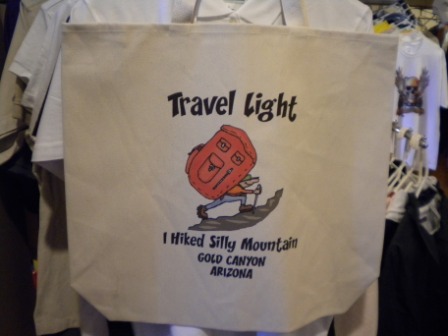 Travel Light
I Hiked Silly Mountain
GOLD CANYON
ARIZONA